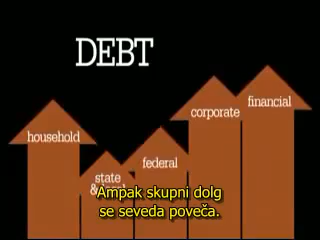 DEBT
financial
corporate
household
federal
state
Ampak skupni dolg
se seveda poveča.